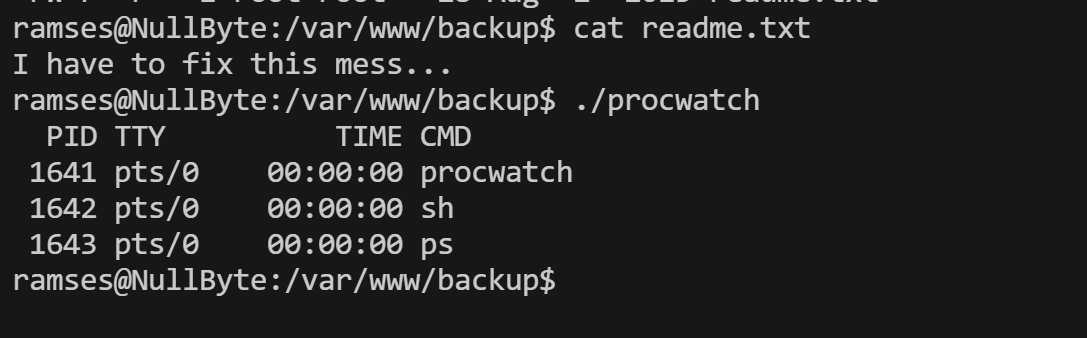 ramses@NullByte:/var/www/backup$ cat readme.txt
I have to fix this mess...
ramses@NullByte:/var/www/backup$ ./procwatch
  PID TTY          TIME CMD
 1641 pts/0    00:00:00 procwatch
 1642 pts/0    00:00:00 sh
 1643 pts/0    00:00:00 ps
ramses@NullByte:/var/www/backup$